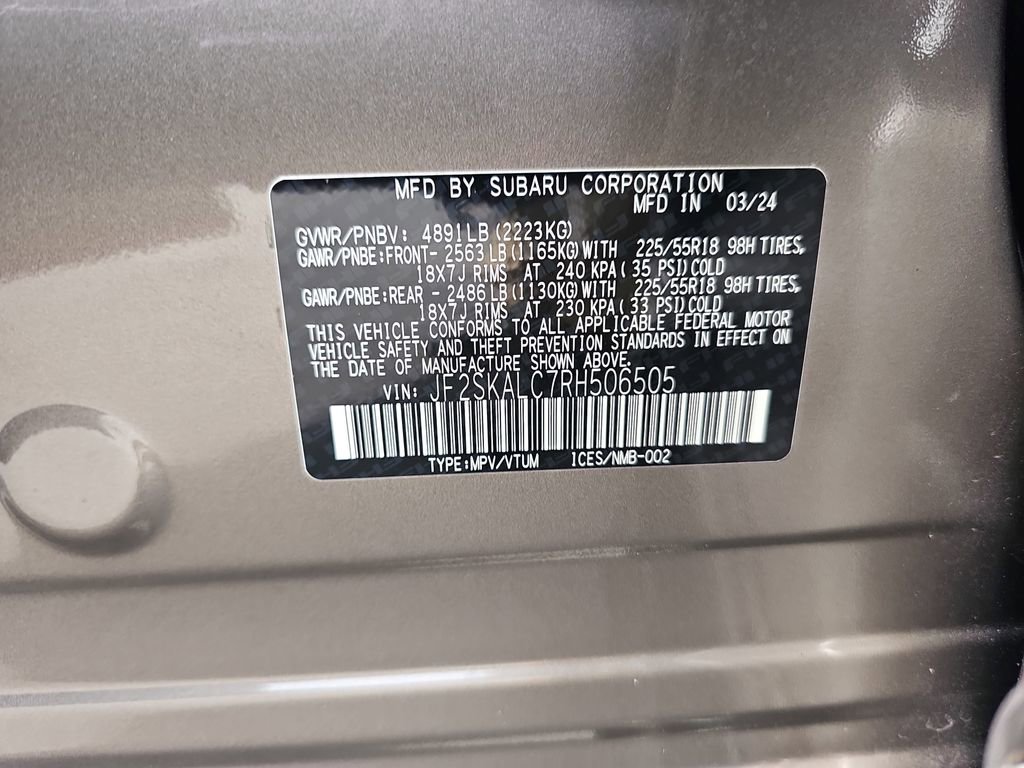 MFD BY SUBARU CORPORATION
MFD IN 03/24
GVWR/PNBV: 4891LB(2223KG)
GAWR/PNBE:FRONT- 2563LB(1165KG)WITH 225/55R18 98H TIRES,
18X7J RIMS AT 240 KPA( 35 PSI)COLD
GAWR/PNBE:REAR - 2486LB(1130KG)WITH 225/55R18 98H TIRES,
18X7J RIMS AT 230 KPA( 33 PSI)COLD
THIS VEHICLE CONFORMS TO ALL APPLICABLE FEDERAL MOTOR
VEHICLE SAFETY AND THEFT PREVENTION STANDARDS IN EFFECT ON
THE DATE OF MANUFACTURE SHOWN ABOVE.
VIN: JF2SKALC7RH506505
TYPE:MPV/VTUM ICES/NMB-002